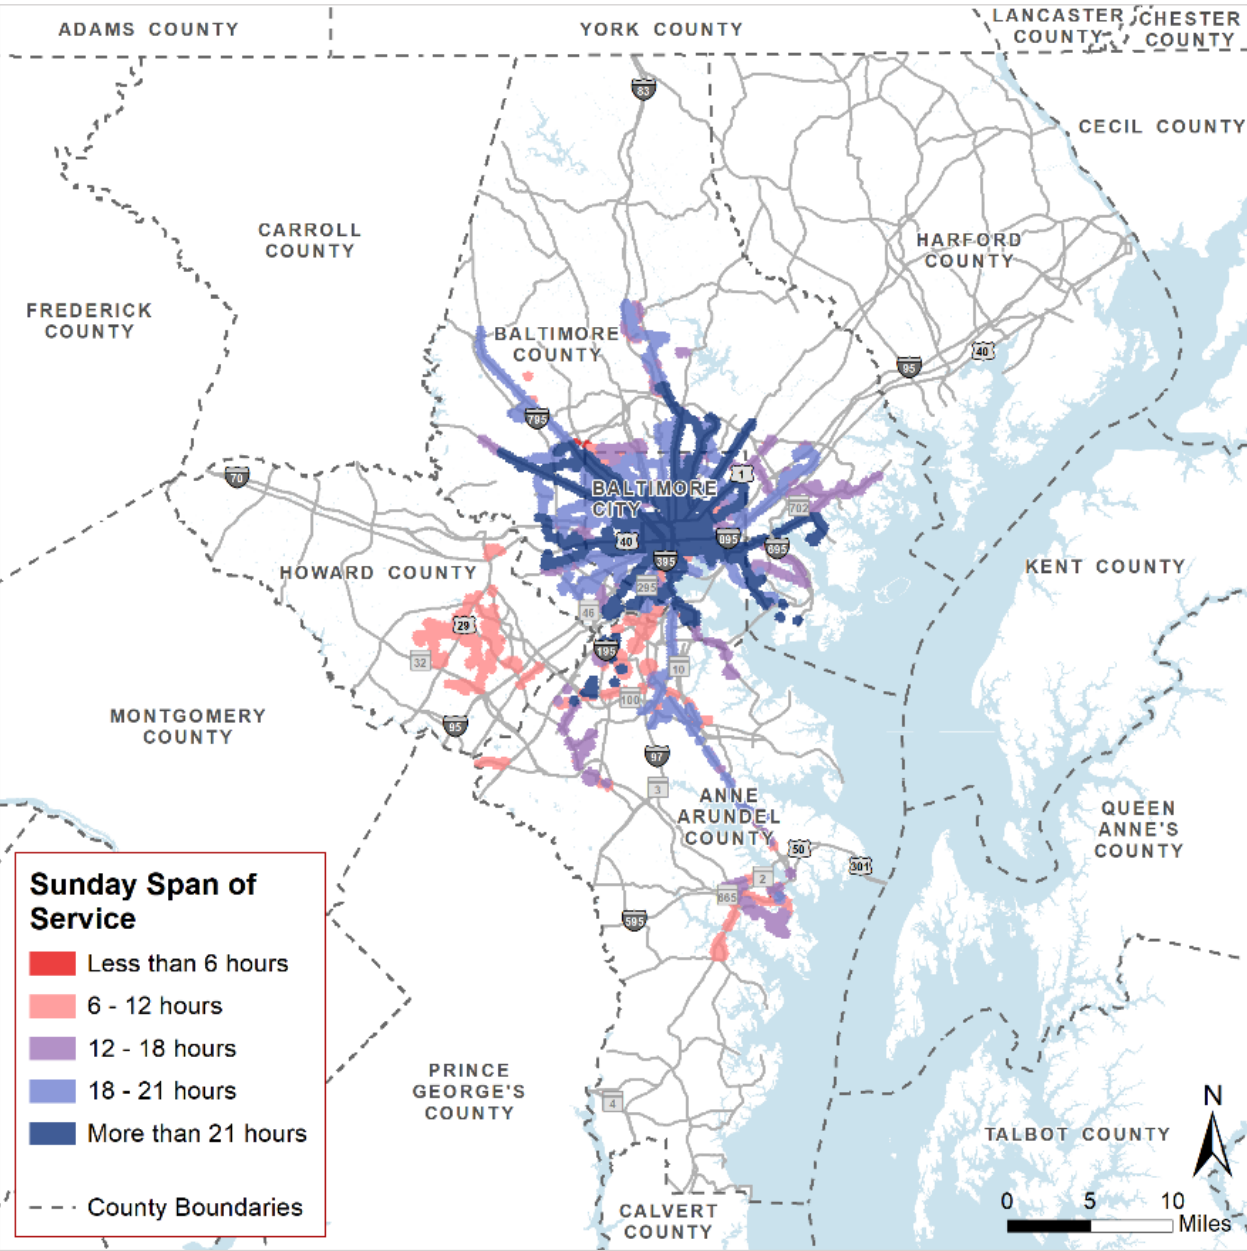 ADAMS COUNTY
YORK COUNTY
LANCASTER
COUNTY
CHESTER
COUNTY
83
CECIL COUNTY
CARROLL
COUNTY
HARFORD
COUNTY
FREDERICK
COUNTY
BALTIMORE
COUNTY
40
95
795
70
1
BALTIMORE
CITY
702
40
895
695
395
HOWARD COUNTY
KENT COUNTY
295
46
29
195
32
10
100
MONTGOMERY
COUNTY
95
97
3
ANNE
ARUNDEL
COUNTY
QUEEN
ANNE'S
COUNTY
50
301
2
665
595
Sunday Span of
Service
Less than 6 hours
6 - 12 hours
12 - 18 hours
18 - 21 hours
More than 21 hours
County Boundaries
PRINCE
GEORGE'S
COUNTY
4
TALBOT COUNTY
CALVERT
COUNTY
N
0 5 10
Miles